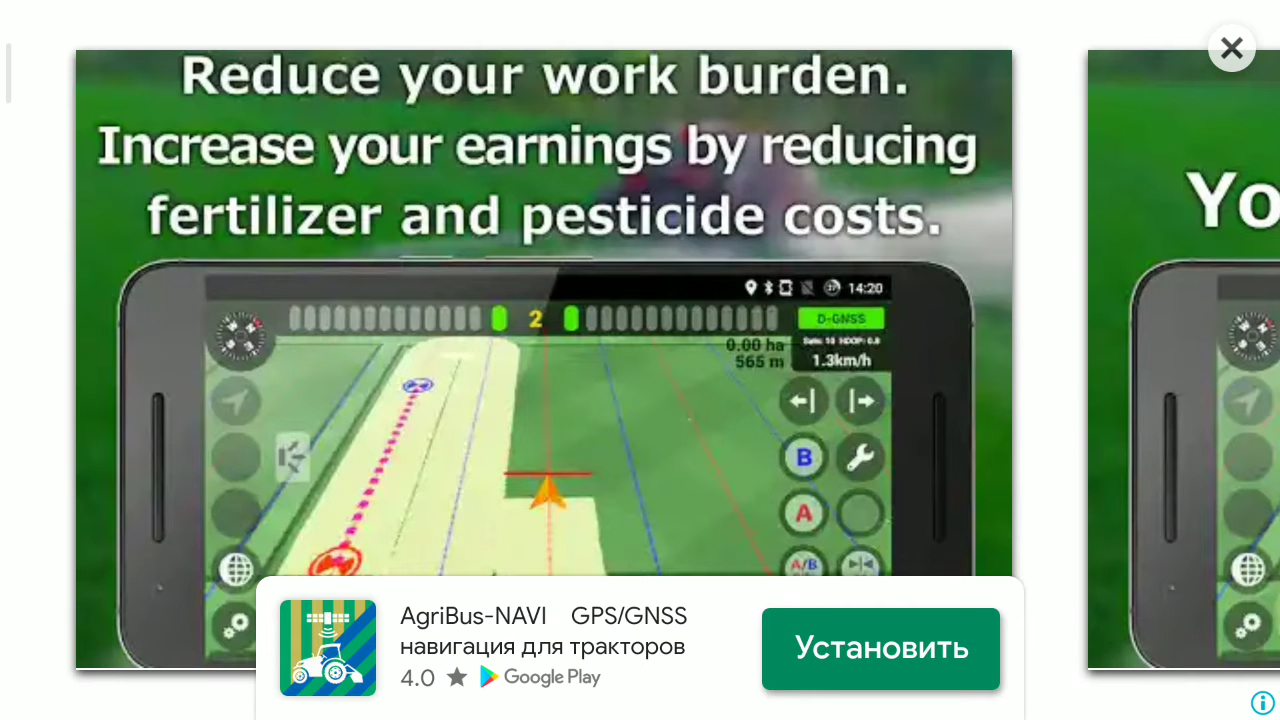 Reduce your work burden.
Increase your earnings by reducing
fertilizer and pesticide costs.
Yo
14:20
2
D-GNSS
0.00 ha
565 m
1.3km/h
B
A
A/B
AgriBus-NAVI GPS/GNSS
навигация для тракторов
4.0 Google Play
Установить